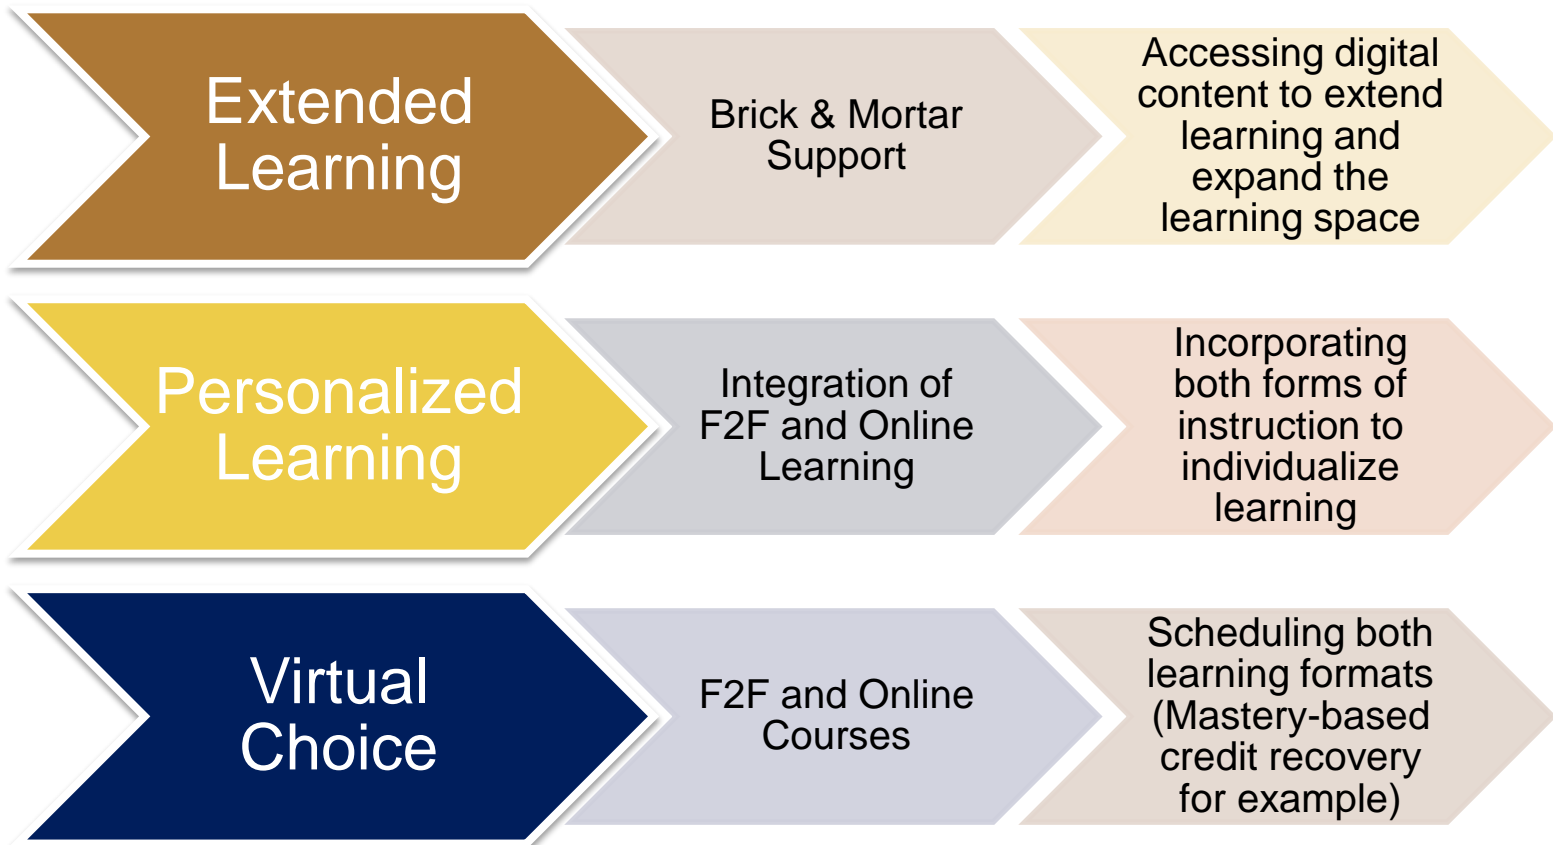 Extended
Learning
Brick & Mortar
Support
Accessing digital
content to extend
learning and
expand the
learning space
Personalized
Learning
Integration of
F2F and Online
Learning
Incorporating
both forms of
instruction to
individualize
learning
Virtual
Choice
F2F and Online
Courses
Scheduling both
learning formats
(Mastery-based
credit recovery
for example)